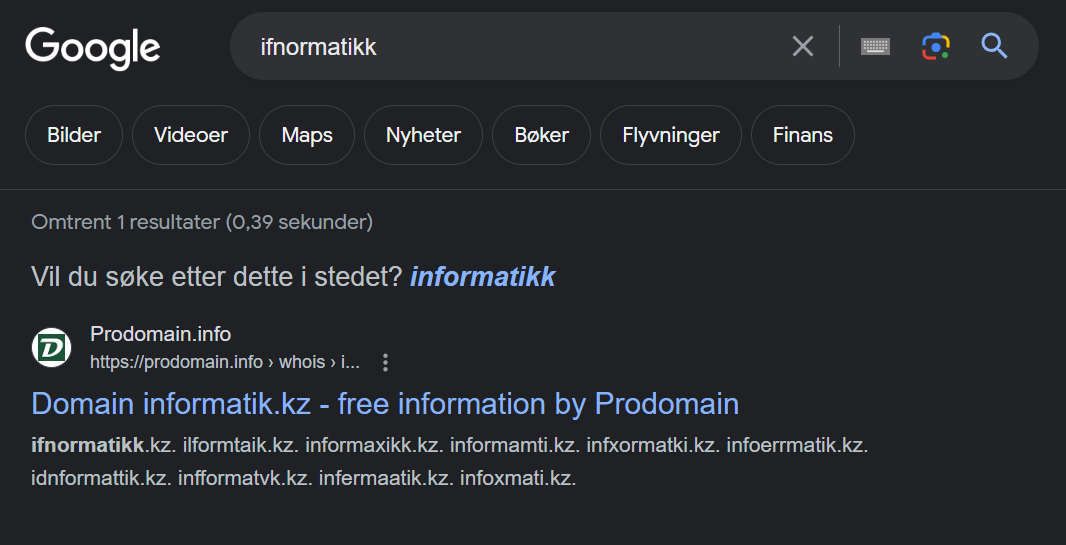 Google
ifnormatikk
Bilder Videoer Maps Nyheter Bøker Flyvninger Finans
Omtrent 1 resultater (0,39 sekunder)
Vil du søke etter dette i stedet? informatikk
Prodomain.info
https://prodomain.info › whois › i...
Domain informatik.kz - free information by Prodomain
ifnormatikk.kz. ilformtaik.kz. informaxikk.kz. informamti.kz. infxormatki.kz. infoerrmatik.kz.
idnformattik.kz. infformatvk.kz. infermaatik.kz. infoxmati.kz.